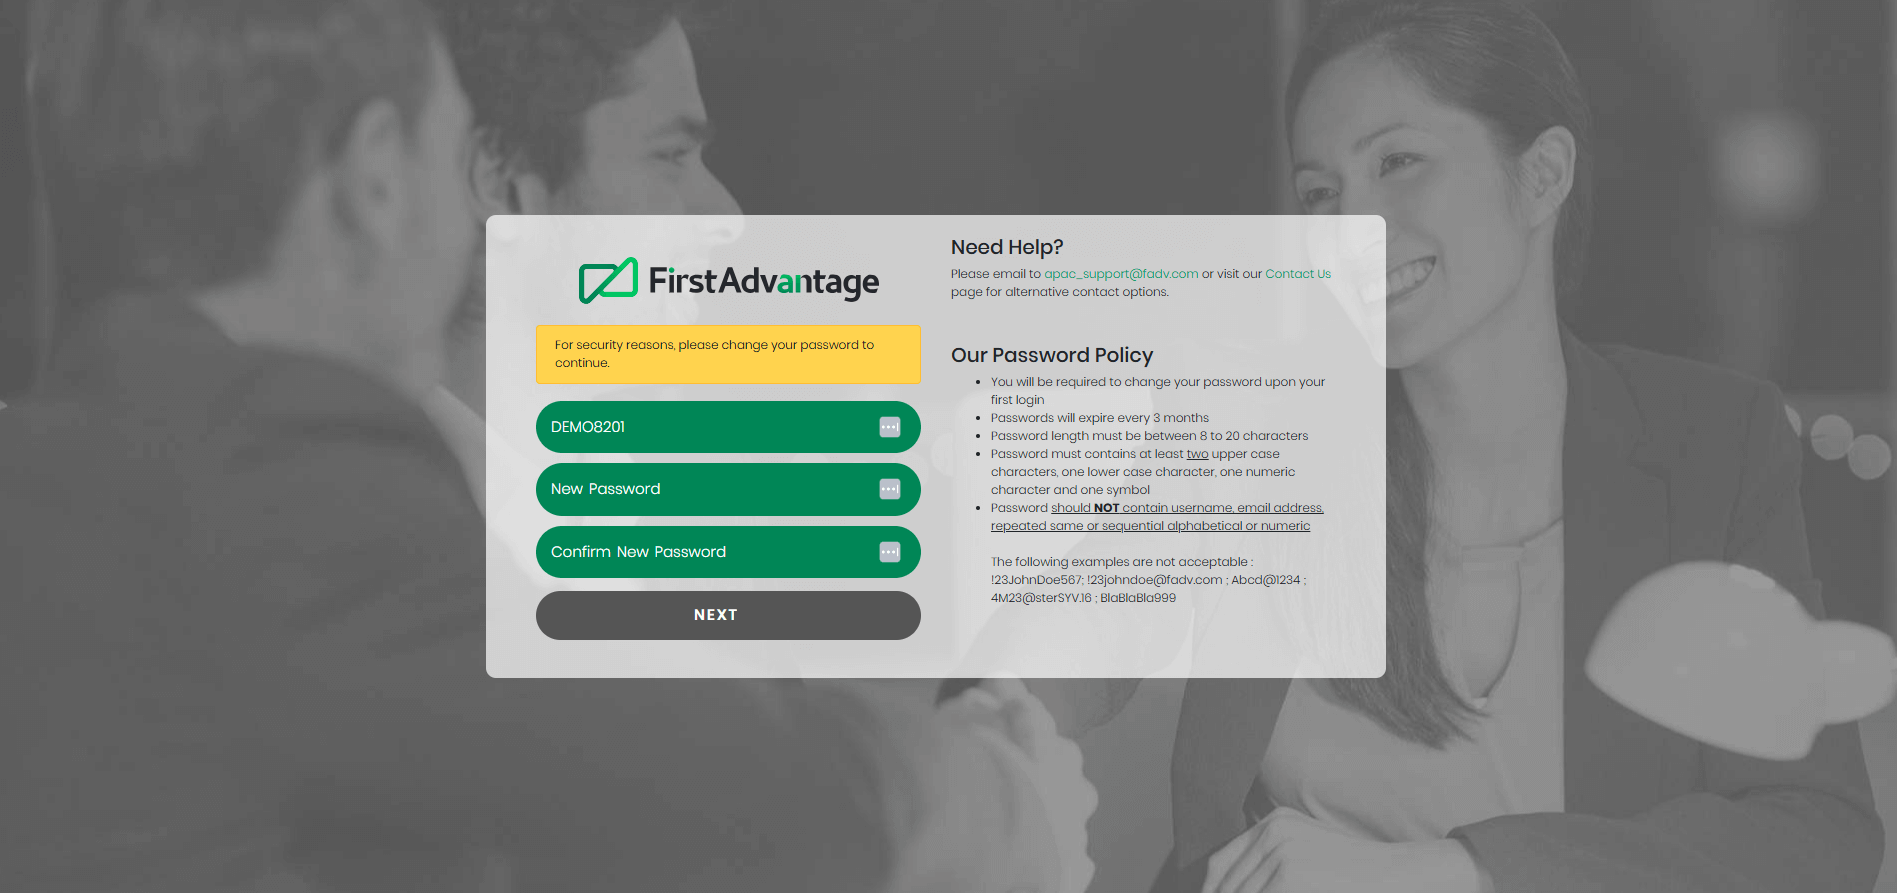 FirstAdvantage
For security reasons, please change your password to
continue.
DEMO8201
New Password
Confirm New Password
NEXT
Need Help?
Please email to apac_support@fadv.com or visit our Contact Us
page for alternative contact options.
Our Password Policy
• You will be required to change your password upon your
first login
• Passwords will expire every 3 months
• Password length must be between 8 to 20 characters
• Password must contains at least two upper case
characters, one lower case character, one numeric
character and one symbol
• Password should NOT contain username, email address,
repeated same or sequential alphabetical or numeric
The following examples are not acceptable :
!23JohnDoe567; !23johndoe@fadv.com ; Abcd@1234 ;
4M23@sterSYV.16 ; BlaBlaBla999